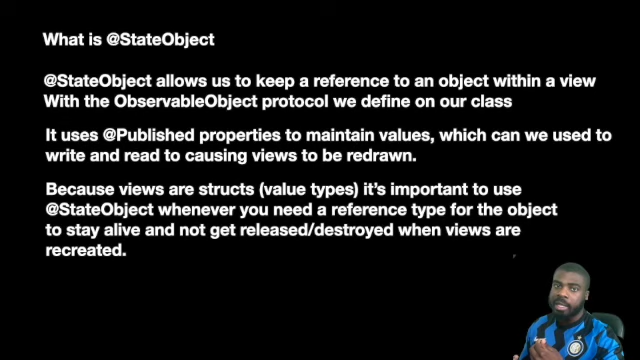 What is @StateObject
@StateObject allows us to keep a reference to an object within a view
With the ObservableObject protocol we define on our class
It uses @Published properties to maintain values, which can we used to
write and read to causing views to be redrawn.
Because views are structs (value types) it's important to use
@StateObject whenever you need a reference type for the object
to stay alive and not get released/destroyed when views are
recreated.